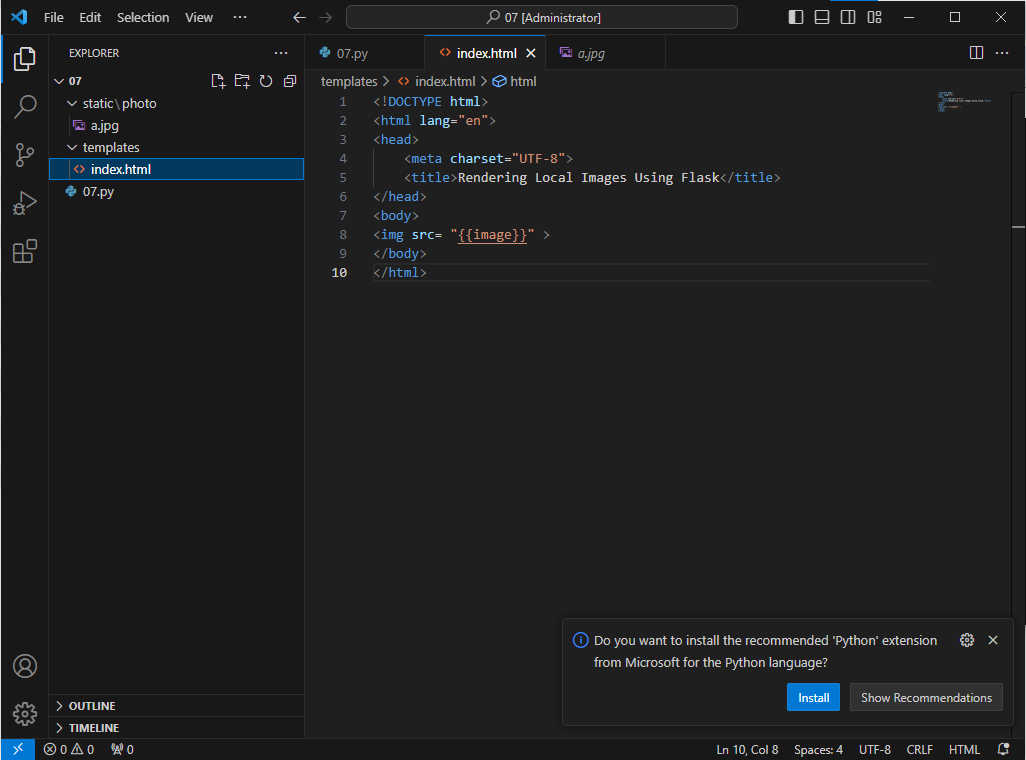 File Edit Selection View ··· 07 [Administrator]
EXPLORER ···
07
static\photo
a.jpg
templates
index.html
07.py
OUTLINE
TIMELINE
07.py index.html a.jpg ···
templates > index.html > html
1 <!DOCTYPE html>
2 <html lang="en">
3 <head>
4 <meta charset="UTF-8">
5 <title>Rendering Local Images Using Flask</title>
6 </head>
7 <body>
8 <img src= "{{image}}" >
9 </body>
10 </html>
Do you want to install the recommended 'Python' extension
from Microsoft for the Python language?
Install Show Recommendations
0 0 0 Ln 10, Col 8 Spaces: 4 UTF-8 CRLF HTML